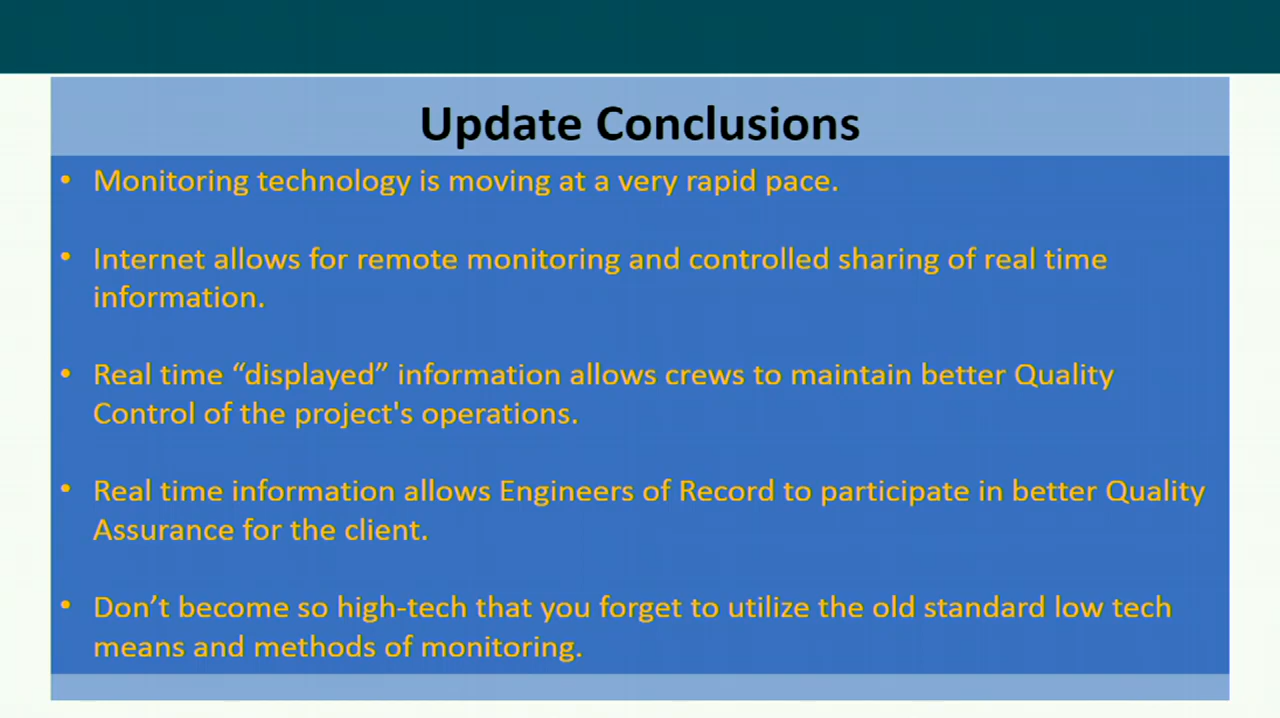 Update Conclusions
• Monitoring technology is moving at a very rapid pace.
• Internet allows for remote monitoring and controlled sharing of real time
information.
• Real time “displayed” information allows crews to maintain better Quality
Control of the project's operations.
• Real time information allows Engineers of Record to participate in better Quality
Assurance for the client.
• Don’t become so high-tech that you forget to utilize the old standard low tech
means and methods of monitoring.